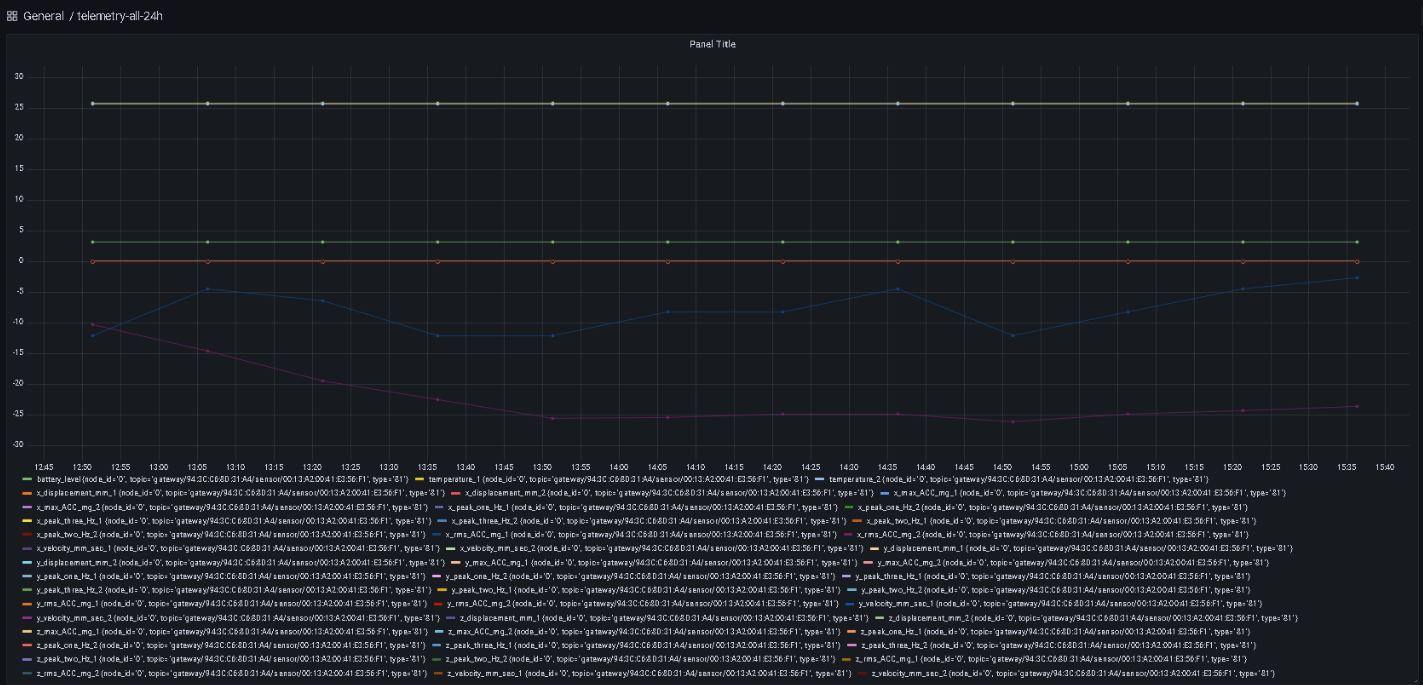 General / telemetry-all-24h
Panel Title
30
25
20
15
10
5
0
-5
-10
-15
-20
-25
-30
12:45 12:50 12:55 13:00 13:05 13:10 13:15 13:20 13:25 13:30 13:35 13:40 13:45 13:50 13:55 14:00 14:05 14:10 14:15 14:20 14:25 14:30 14:35 14:40 14:45 14:50 14:55 15:00 15:05 15:10 15:15 15:20 15:25 15:30 15:35 15:40
battery_level {node_id='0', topic='gateway/94:3C:C6:8D:31:A4/sensor/00:13:A2:00:41:E3:56:F1', type='81'} temperature_1 {node_id='0', topic='gateway/94:3C:C6:8D:31:A4/sensor/00:13:A2:00:41:E3:56:F1', type='81'} temperature_2 {node_id='0', topic='gateway/94:3C:C6:8D:31:A4/sensor/00:13:A2:00:41:E3:56:F1', type='81'}
x_displacement_mm_1 {node_id='0', topic='gateway/94:3C:C6:8D:31:A4/sensor/00:13:A2:00:41:E3:56:F1', type='81'} x_displacement_mm_2 {node_id='0', topic='gateway/94:3C:C6:8D:31:A4/sensor/00:13:A2:00:41:E3:56:F1', type='81'} x_max_ACC_mg_1 {node_id='0', topic='gateway/94:3C:C6:8D:31:A4/sensor/00:13:A2:00:41:E3:56:F1', type='81'}
x_max_ACC_mg_2 {node_id='0', topic='gateway/94:3C:C6:8D:31:A4/sensor/00:13:A2:00:41:E3:56:F1', type='81'} x_peak_one_Hz_1 {node_id='0', topic='gateway/94:3C:C6:8D:31:A4/sensor/00:13:A2:00:41:E3:56:F1', type='81'} x_peak_one_Hz_2 {node_id='0', topic='gateway/94:3C:C6:8D:31:A4/sensor/00:13:A2:00:41:E3:56:F1', type='81'}
x_peak_three_Hz_1 {node_id='0', topic='gateway/94:3C:C6:8D:31:A4/sensor/00:13:A2:00:41:E3:56:F1', type='81'} x_peak_three_Hz_2 {node_id='0', topic='gateway/94:3C:C6:8D:31:A4/sensor/00:13:A2:00:41:E3:56:F1', type='81'} x_peak_two_Hz_1 {node_id='0', topic='gateway/94:3C:C6:8D:31:A4/sensor/00:13:A2:00:41:E3:56:F1', type='81'}
x_peak_two_Hz_2 {node_id='0', topic='gateway/94:3C:C6:8D:31:A4/sensor/00:13:A2:00:41:E3:56:F1', type='81'} x_rms_ACC_mg_1 {node_id='0', topic='gateway/94:3C:C6:8D:31:A4/sensor/00:13:A2:00:41:E3:56:F1', type='81'} x_rms_ACC_mg_2 {node_id='0', topic='gateway/94:3C:C6:8D:31:A4/sensor/00:13:A2:00:41:E3:56:F1', type='81'}
x_velocity_mm_sec_1 {node_id='0', topic='gateway/94:3C:C6:8D:31:A4/sensor/00:13:A2:00:41:E3:56:F1', type='81'} x_velocity_mm_sec_2 {node_id='0', topic='gateway/94:3C:C6:8D:31:A4/sensor/00:13:A2:00:41:E3:56:F1', type='81'} y_displacement_mm_1 {node_id='0', topic='gateway/94:3C:C6:8D:31:A4/sensor/00:13:A2:00:41:E3:56:F1', type='81'}
y_displacement_mm_2 {node_id='0', topic='gateway/94:3C:C6:8D:31:A4/sensor/00:13:A2:00:41:E3:56:F1', type='81'} y_max_ACC_mg_1 {node_id='0', topic='gateway/94:3C:C6:8D:31:A4/sensor/00:13:A2:00:41:E3:56:F1', type='81'} y_max_ACC_mg_2 {node_id='0', topic='gateway/94:3C:C6:8D:31:A4/sensor/00:13:A2:00:41:E3:56:F1', type='81'}
y_peak_one_Hz_1 {node_id='0', topic='gateway/94:3C:C6:8D:31:A4/sensor/00:13:A2:00:41:E3:56:F1', type='81'} y_peak_one_Hz_2 {node_id='0', topic='gateway/94:3C:C6:8D:31:A4/sensor/00:13:A2:00:41:E3:56:F1', type='81'} y_peak_three_Hz_1 {node_id='0', topic='gateway/94:3C:C6:8D:31:A4/sensor/00:13:A2:00:41:E3:56:F1', type='81'}
y_peak_three_Hz_2 {node_id='0', topic='gateway/94:3C:C6:8D:31:A4/sensor/00:13:A2:00:41:E3:56:F1', type='81'} y_peak_two_Hz_1 {node_id='0', topic='gateway/94:3C:C6:8D:31:A4/sensor/00:13:A2:00:41:E3:56:F1', type='81'} y_peak_two_Hz_2 {node_id='0', topic='gateway/94:3C:C6:8D:31:A4/sensor/00:13:A2:00:41:E3:56:F1', type='81'}
y_rms_ACC_mg_1 {node_id='0', topic='gateway/94:3C:C6:8D:31:A4/sensor/00:13:A2:00:41:E3:56:F1', type='81'} y_rms_ACC_mg_2 {node_id='0', topic='gateway/94:3C:C6:8D:31:A4/sensor/00:13:A2:00:41:E3:56:F1', type='81'} y_velocity_mm_sec_1 {node_id='0', topic='gateway/94:3C:C6:8D:31:A4/sensor/00:13:A2:00:41:E3:56:F1', type='81'}
y_velocity_mm_sec_2 {node_id='0', topic='gateway/94:3C:C6:8D:31:A4/sensor/00:13:A2:00:41:E3:56:F1', type='81'} z_displacement_mm_1 {node_id='0', topic='gateway/94:3C:C6:8D:31:A4/sensor/00:13:A2:00:41:E3:56:F1', type='81'} z_displacement_mm_2 {node_id='0', topic='gateway/94:3C:C6:8D:31:A4/sensor/00:13:A2:00:41:E3:56:F1', type='81'}
z_max_ACC_mg_1 {node_id='0', topic='gateway/94:3C:C6:8D:31:A4/sensor/00:13:A2:00:41:E3:56:F1', type='81'} z_max_ACC_mg_2 {node_id='0', topic='gateway/94:3C:C6:8D:31:A4/sensor/00:13:A2:00:41:E3:56:F1', type='81'} z_peak_one_Hz_1 {node_id='0', topic='gateway/94:3C:C6:8D:31:A4/sensor/00:13:A2:00:41:E3:56:F1', type='81'}
z_peak_one_Hz_2 {node_id='0', topic='gateway/94:3C:C6:8D:31:A4/sensor/00:13:A2:00:41:E3:56:F1', type='81'} z_peak_three_Hz_1 {node_id='0', topic='gateway/94:3C:C6:8D:31:A4/sensor/00:13:A2:00:41:E3:56:F1', type='81'} z_peak_three_Hz_2 {node_id='0', topic='gateway/94:3C:C6:8D:31:A4/sensor/00:13:A2:00:41:E3:56:F1', type='81'}
z_peak_two_Hz_1 {node_id='0', topic='gateway/94:3C:C6:8D:31:A4/sensor/00:13:A2:00:41:E3:56:F1', type='81'} z_peak_two_Hz_2 {node_id='0', topic='gateway/94:3C:C6:8D:31:A4/sensor/00:13:A2:00:41:E3:56:F1', type='81'} z_rms_ACC_mg_1 {node_id='0', topic='gateway/94:3C:C6:8D:31:A4/sensor/00:13:A2:00:41:E3:56:F1', type='81'}
z_rms_ACC_mg_2 {node_id='0', topic='gateway/94:3C:C6:8D:31:A4/sensor/00:13:A2:00:41:E3:56:F1', type='81'} z_velocity_mm_sec_1 {node_id='0', topic='gateway/94:3C:C6:8D:31:A4/sensor/00:13:A2:00:41:E3:56:F1', type='81'} z_velocity_mm_sec_2 {node_id='0', topic='gateway/94:3C:C6:8D:31:A4/sensor/00:13:A2:00:41:E3:56:F1', type='81'}